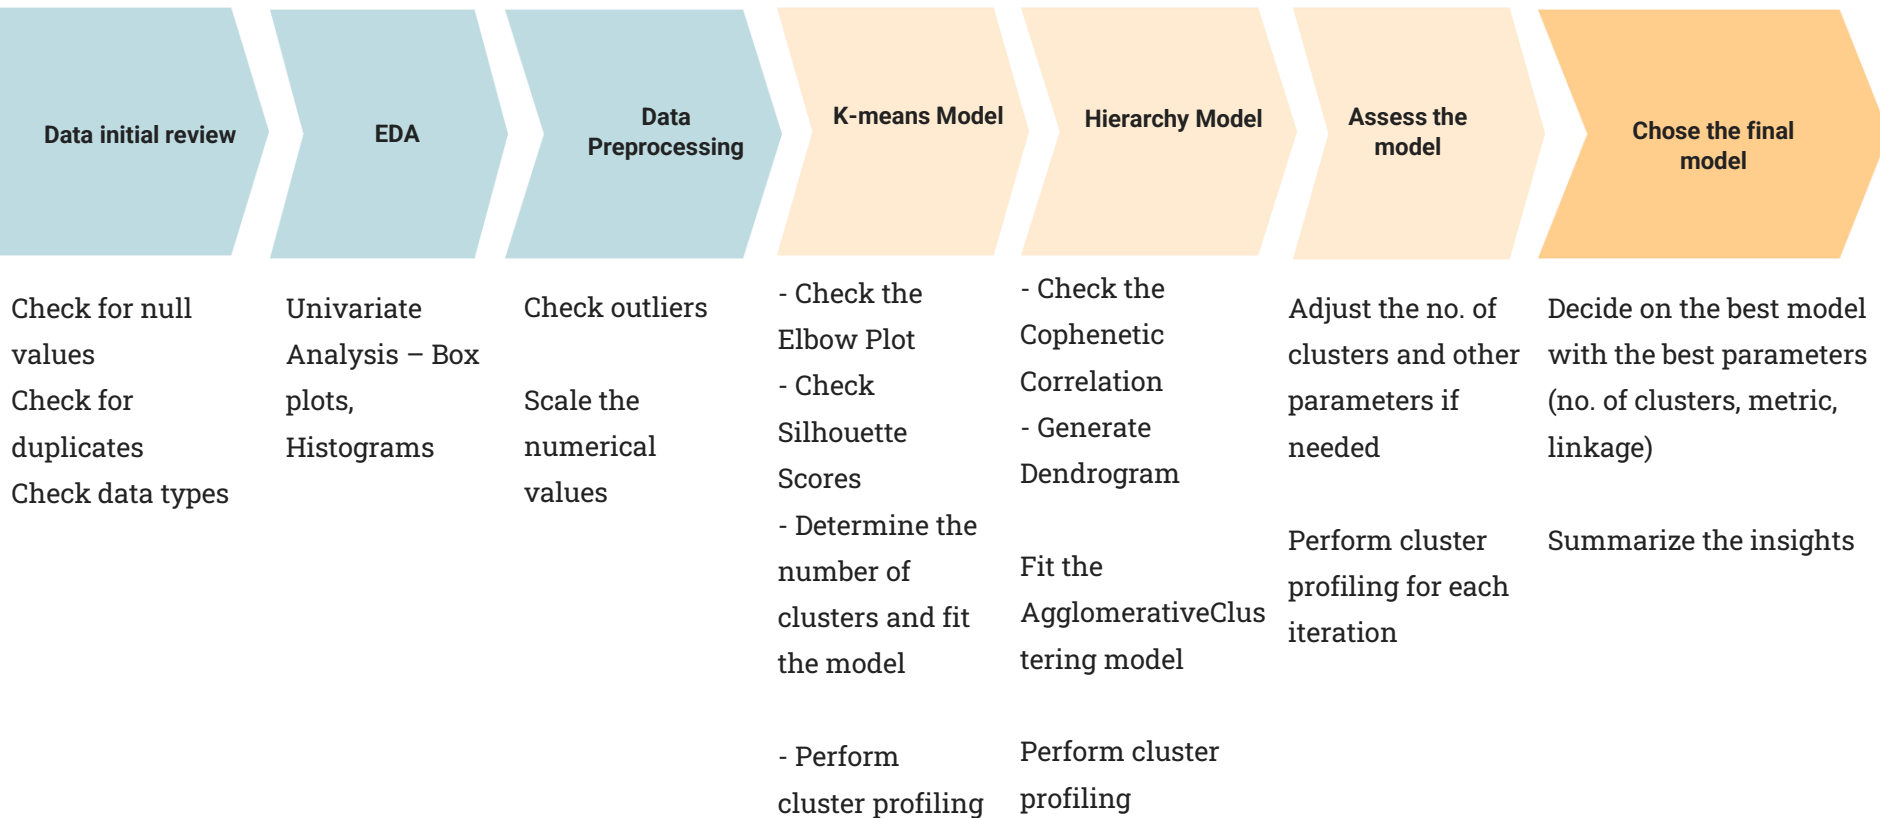 Data initial review
EDA
Data
Preprocessing
K-means Model
Hierarchy Model
Assess the
model
Chose the final
model
Check for null
values
Check for
duplicates
Check data types
Univariate
Analysis – Box
plots,
Histograms
Check outliers
Scale the
numerical
values
- Check the
Elbow Plot
- Check
Silhouette
Scores
- Determine the
number of
clusters and fit
the model
- Perform
cluster profiling
- Check the
Cophenetic
Correlation
- Generate
Dendrogram
Fit the
AgglomerativeClus
tering model
Perform cluster
profiling
Adjust the no. of
clusters and other
parameters if
needed
Perform cluster
profiling for each
iteration
Decide on the best model
with the best parameters
(no. of clusters, metric,
linkage)
Summarize the insights